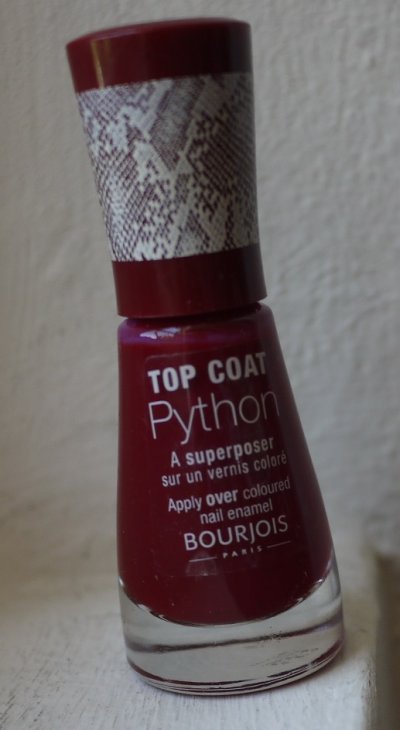 TOP COAT
Python
A superposer
sur un vernis coloré
Apply over coloured
nail enamel
BOURJOIS
PARIS